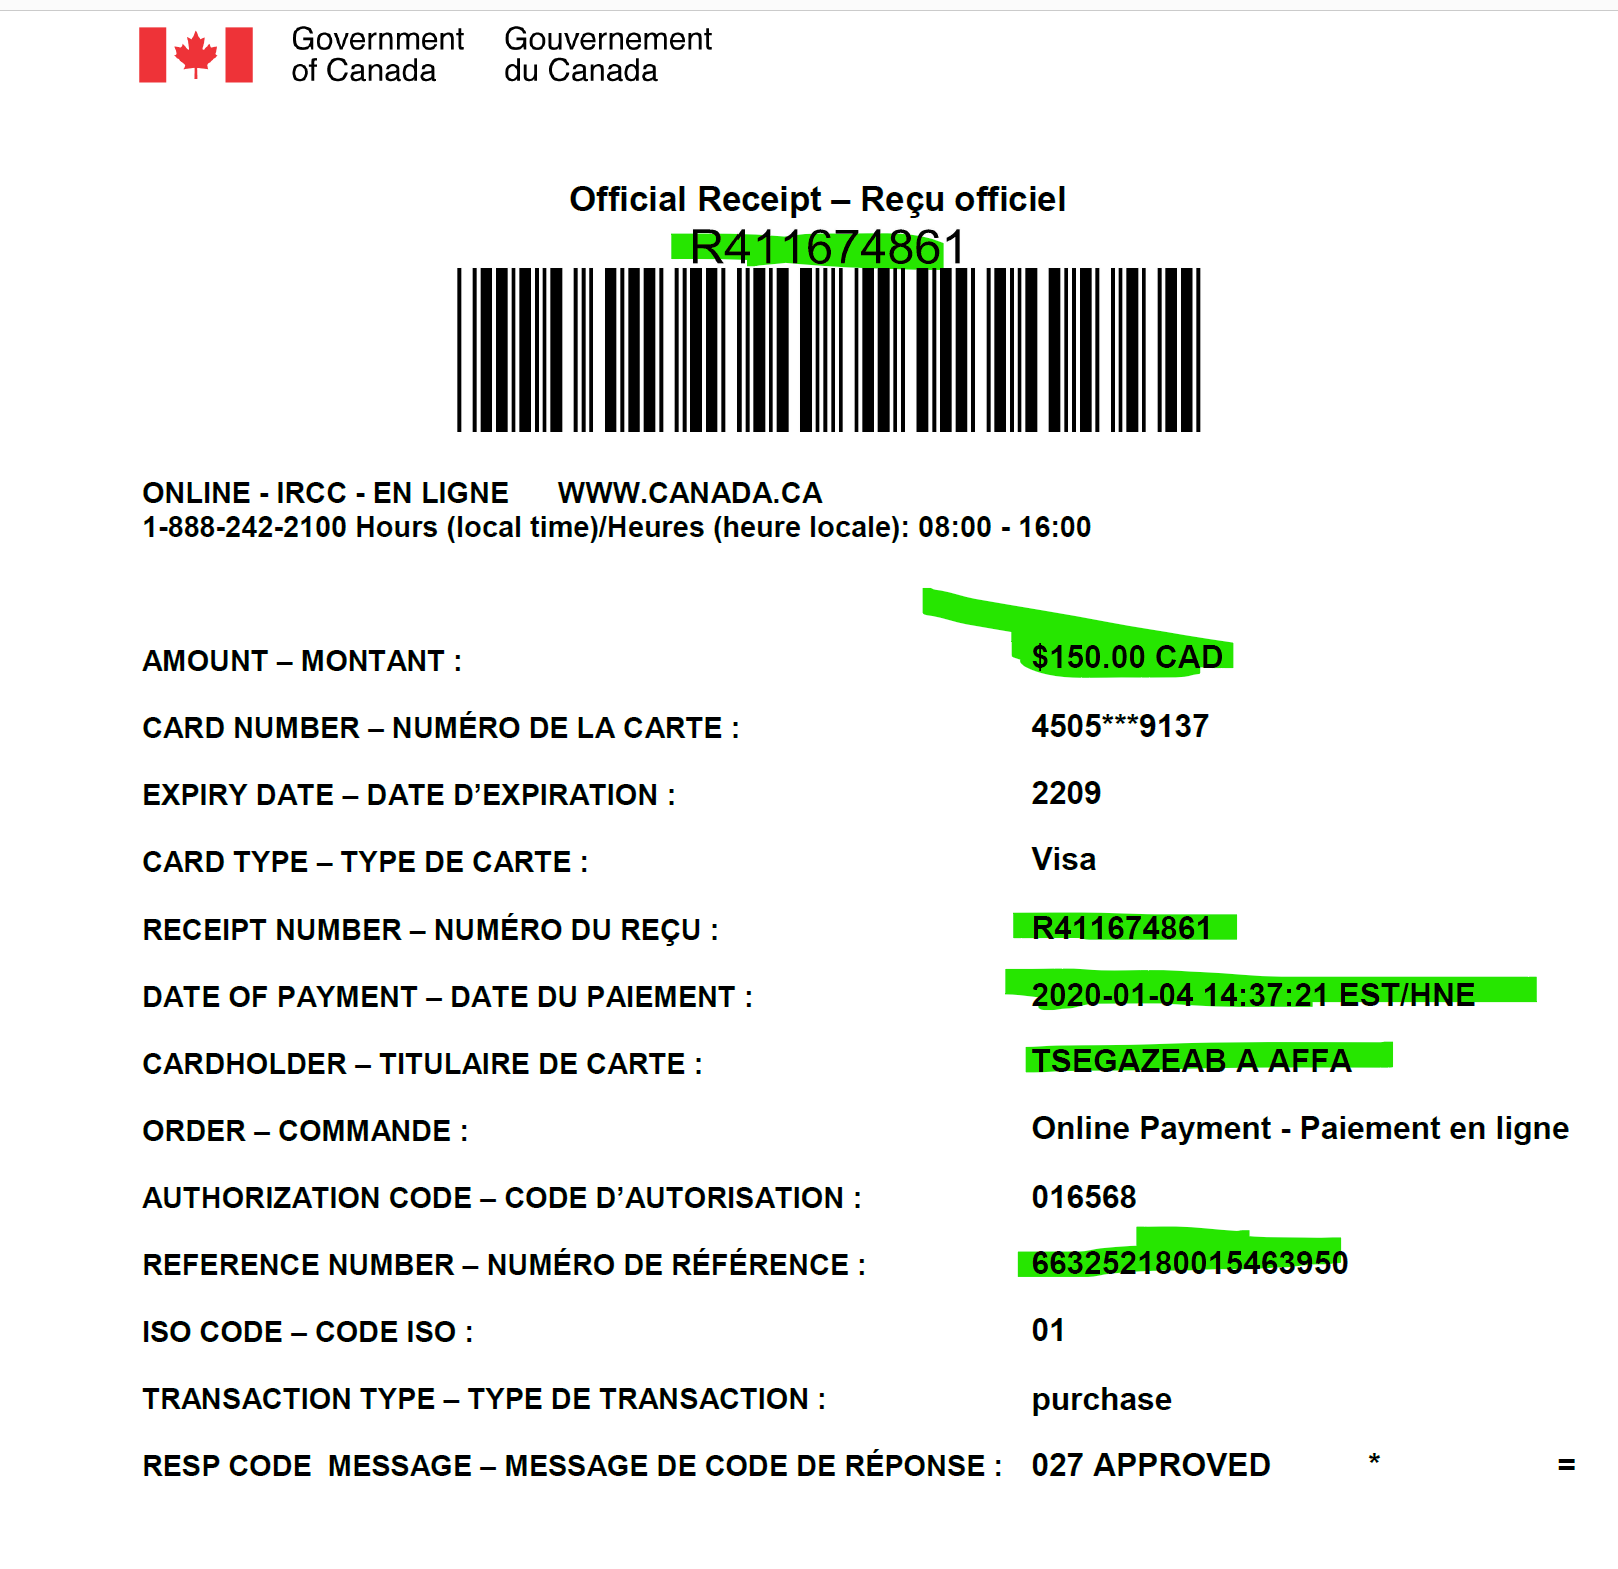 Government of Canada Gouvernement du Canada
Official Receipt – Reçu officiel
R411674861
ONLINE - IRCC - EN LIGNE WWW.CANADA.CA
1-888-242-2100 Hours (local time)/Heures (heure locale): 08:00 - 16:00
AMOUNT – MONTANT : $150.00 CAD
CARD NUMBER – NUMÉRO DE LA CARTE : 4505***9137
EXPIRY DATE – DATE D’EXPIRATION : 2209
CARD TYPE – TYPE DE CARTE : Visa
RECEIPT NUMBER – NUMÉRO DU REÇU : R411674861
DATE OF PAYMENT – DATE DU PAIEMENT : 2020-01-04 14:37:21 EST/HNE
CARDHOLDER – TITULAIRE DE CARTE : TSEGAZEAB A AFFA
ORDER – COMMANDE : Online Payment - Paiement en ligne
AUTHORIZATION CODE – CODE D’AUTORISATION : 016568
REFERENCE NUMBER – NUMÉRO DE RÉFÉRENCE : 663252180015463950
ISO CODE – CODE ISO : 01
TRANSACTION TYPE – TYPE DE TRANSACTION : purchase
RESP CODE  MESSAGE – MESSAGE DE CODE DE RÉPONSE : 027 APPROVED * =